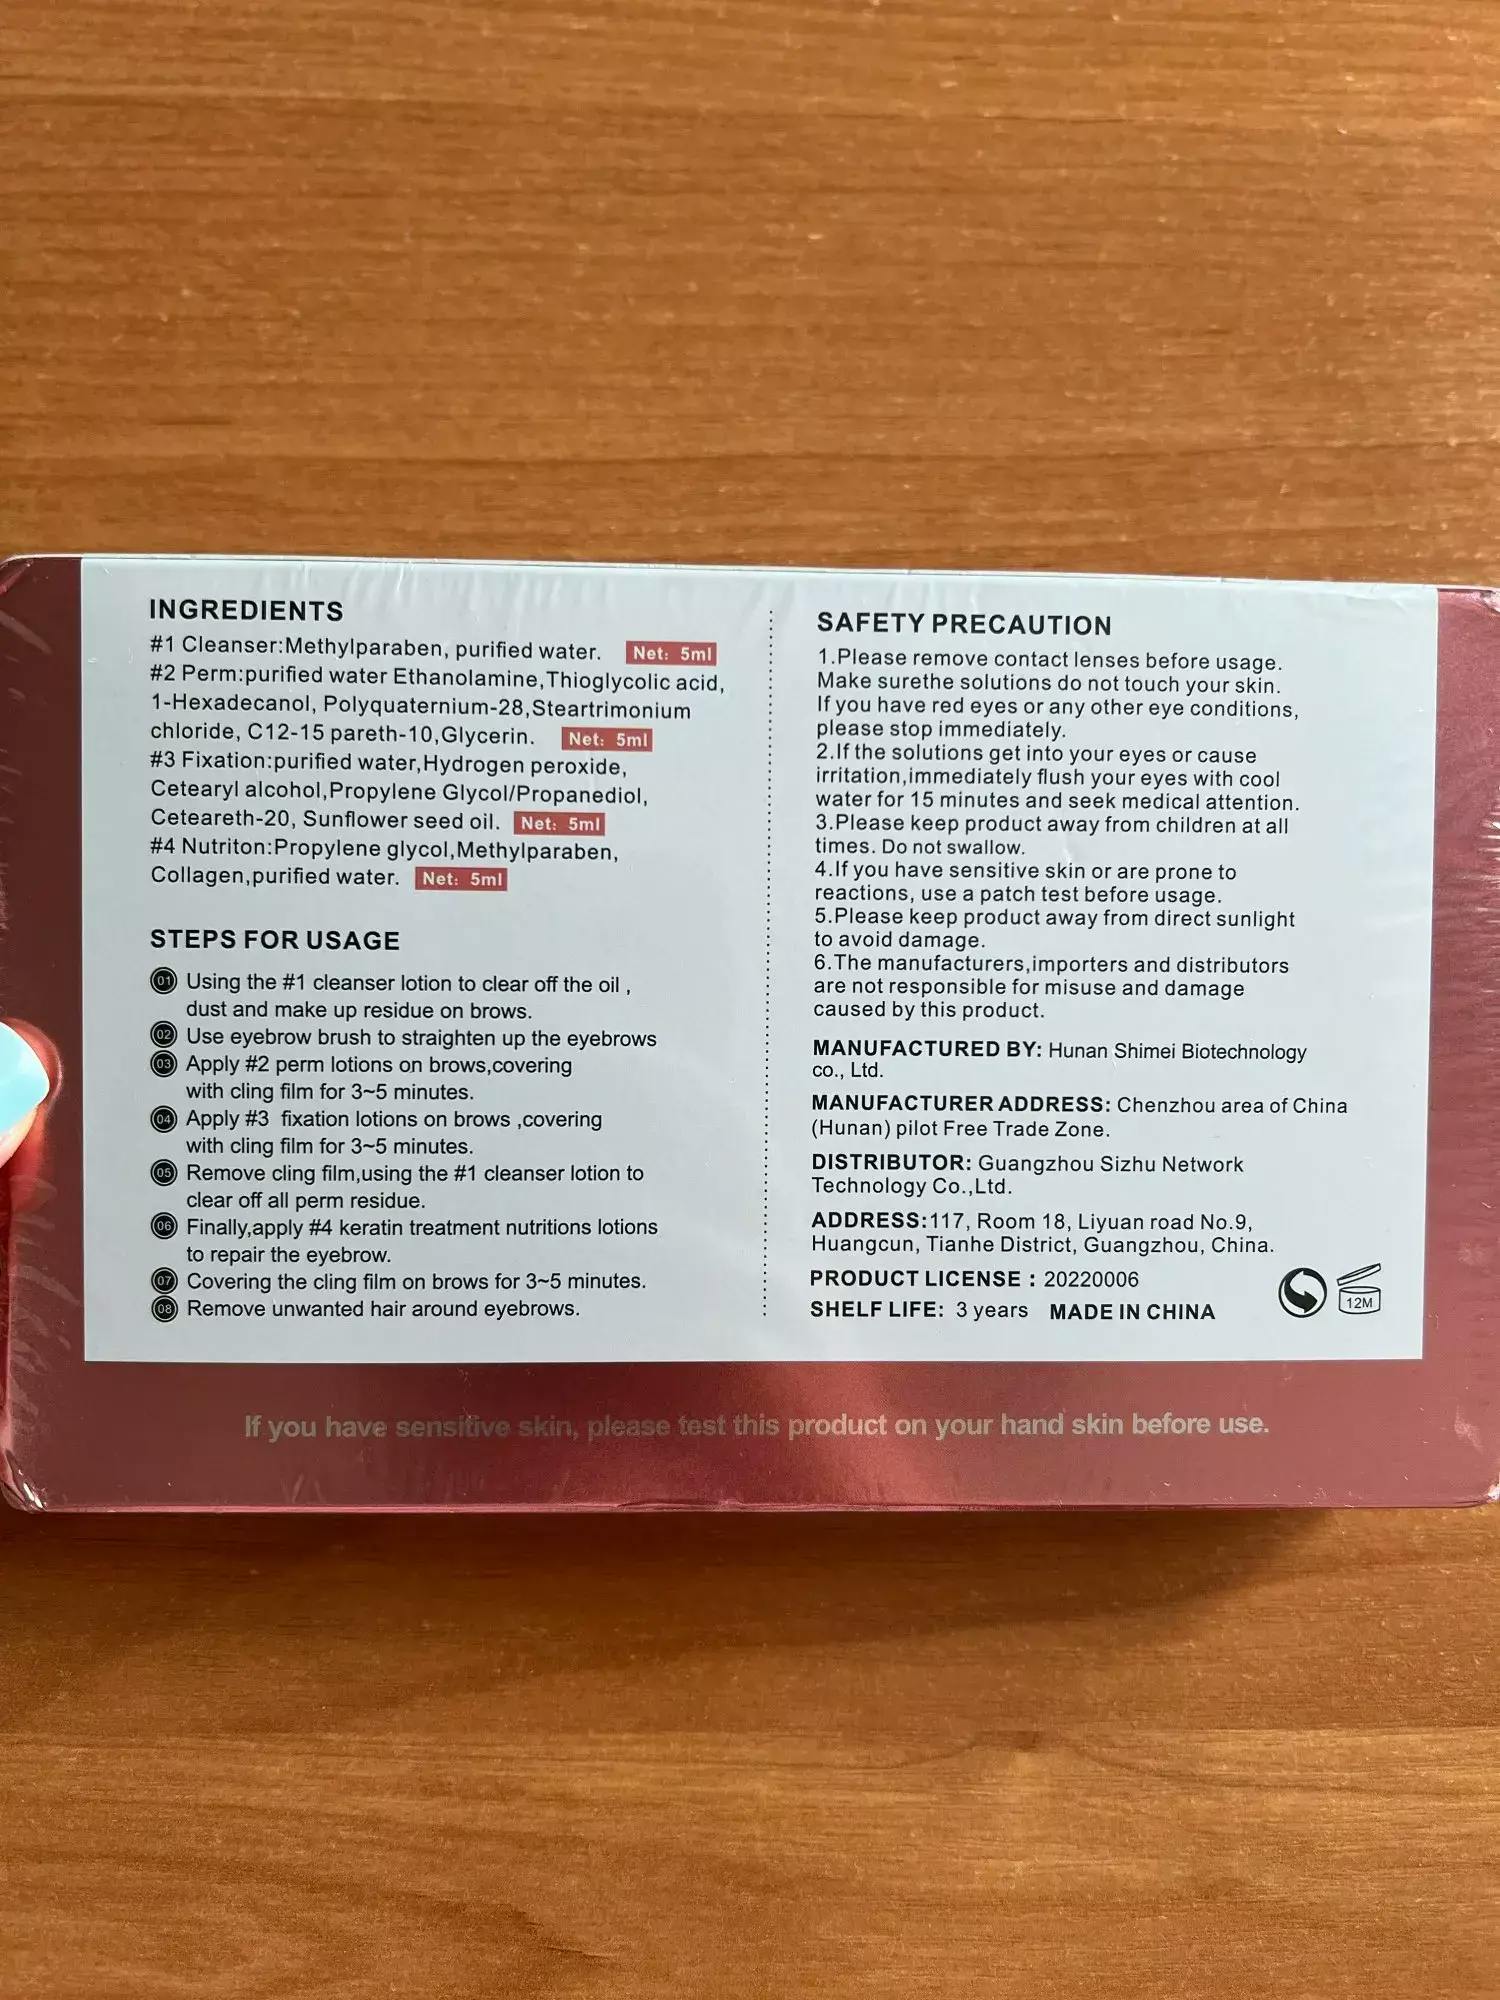 INGREDIENTS
#1 Cleanser:Methylparaben, purified water. Net: 5ml
#2 Perm:purified water Ethanolamine,Thioglycolic acid,
1-Hexadecanol, Polyquaternium-28,Steartrimonium
chloride, C12-15 pareth-10,Glycerin. Net: 5ml
#3 Fixation:purified water,Hydrogen peroxide,
Cetearyl alcohol,Propylene Glycol/Propanediol,
Ceteareth-20, Sunflower seed oil. Net: 5ml
#4 Nutriton:Propylene glycol,Methylparaben,
Collagen,purified water. Net: 5ml
STEPS FOR USAGE
01 Using the #1 cleanser lotion to clear off the oil ,
dust and make up residue on brows.
02 Use eyebrow brush to straighten up the eyebrows
03 Apply #2 perm lotions on brows,covering
with cling film for 3~5 minutes.
04 Apply #3 fixation lotions on brows ,covering
with cling film for 3~5 minutes.
05 Remove cling film,using the #1 cleanser lotion to
clear off all perm residue.
06 Finally,apply #4 keratin treatment nutritions lotions
to repair the eyebrow.
07 Covering the cling film on brows for 3~5 minutes.
08 Remove unwanted hair around eyebrows.
SAFETY PRECAUTION
1.Please remove contact lenses before usage.
Make surethe solutions do not touch your skin.
If you have red eyes or any other eye conditions,
please stop immediately.
2.If the solutions get into your eyes or cause
irritation,immediately flush your eyes with cool
water for 15 minutes and seek medical attention.
3.Please keep product away from children at all
times. Do not swallow.
4.If you have sensitive skin or are prone to
reactions, use a patch test before usage.
5.Please keep product away from direct sunlight
to avoid damage.
6.The manufacturers,importers and distributors
are not responsible for misuse and damage
caused by this product.
MANUFACTURED BY: Hunan Shimei Biotechnology
co., Ltd.
MANUFACTURER ADDRESS: Chenzhou area of China
(Hunan) pilot Free Trade Zone.
DISTRIBUTOR: Guangzhou Sizhu Network
Technology Co.,Ltd.
ADDRESS:117, Room 18, Liyuan road No.9,
Huangcun, Tianhe District, Guangzhou, China.
PRODUCT LICENSE : 20220006
SHELF LIFE: 3 years MADE IN CHINA
12M
If you have sensitive skin, please test this product on your hand skin before use.